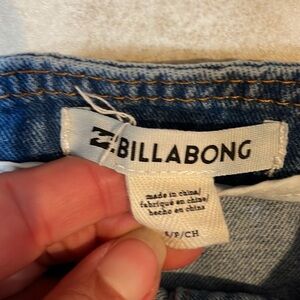 BILLABONG
made in china/
fabriqué en chine/
hecho en china
S/P/CH